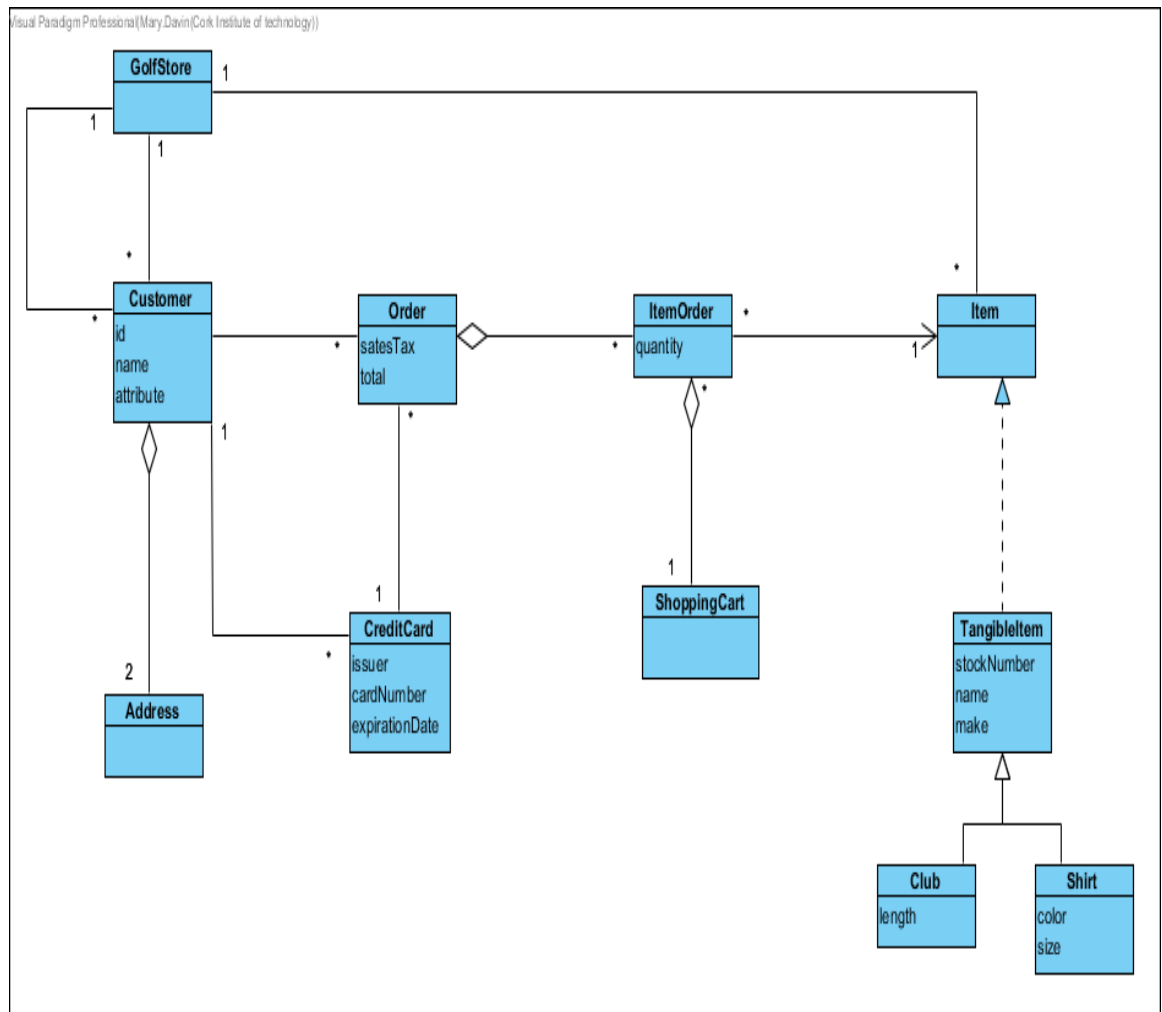 Visual Paradigm Professional(Mary.Davin(Cork Institute of technology))
GolfStore
1
1
1
*
*
*
Customer
id
name
attribute
1
*
Order
satesTax
total
*
*
ItemOrder
quantity
*
*
1
Item
2
Address
1
CreditCard
issuer
cardNumber
expirationDate
*
1
ShoppingCart
TangibleItem
stockNumber
name
make
Club
length
Shirt
color
size